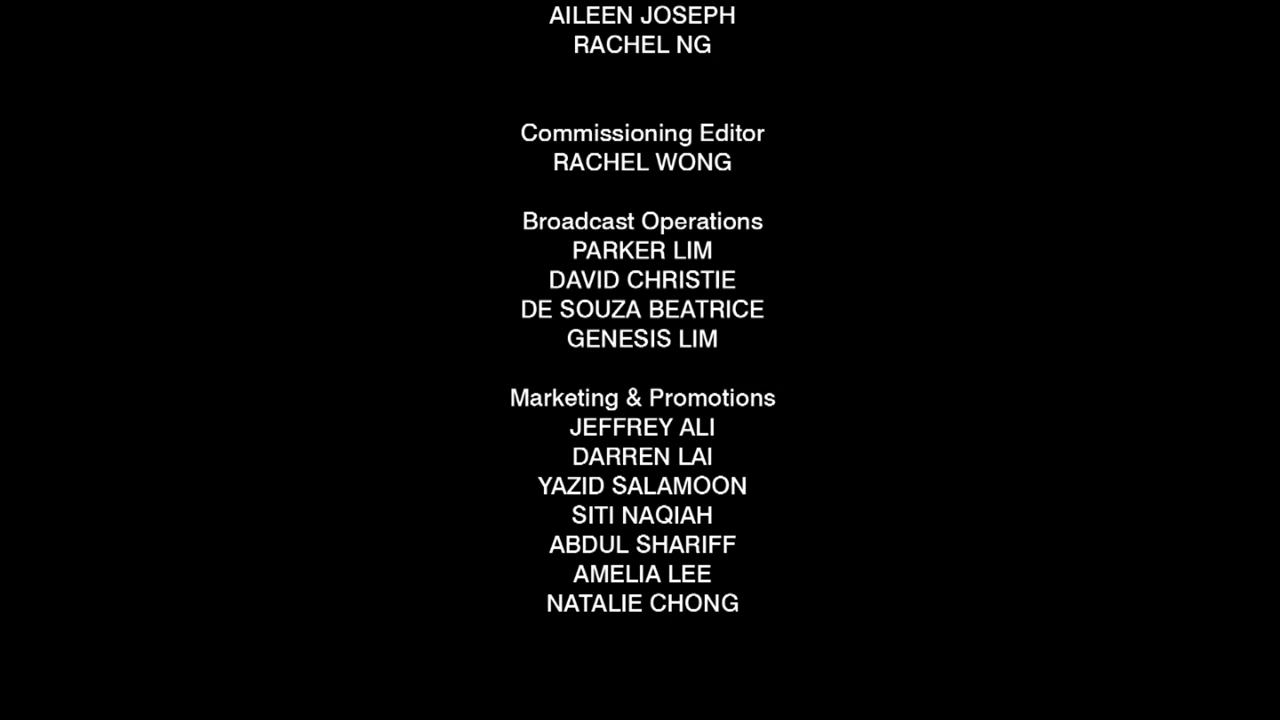 AILEEN JOSEPH
RACHEL NG
Commissioning Editor
RACHEL WONG
Broadcast Operations
PARKER LIM
DAVID CHRISTIE
DE SOUZA BEATRICE
GENESIS LIM
Marketing & Promotions
JEFFREY ALI
DARREN LAI
YAZID SALAMOON
SITI NAQIAH
ABDUL SHARIFF
AMELIA LEE
NATALIE CHONG